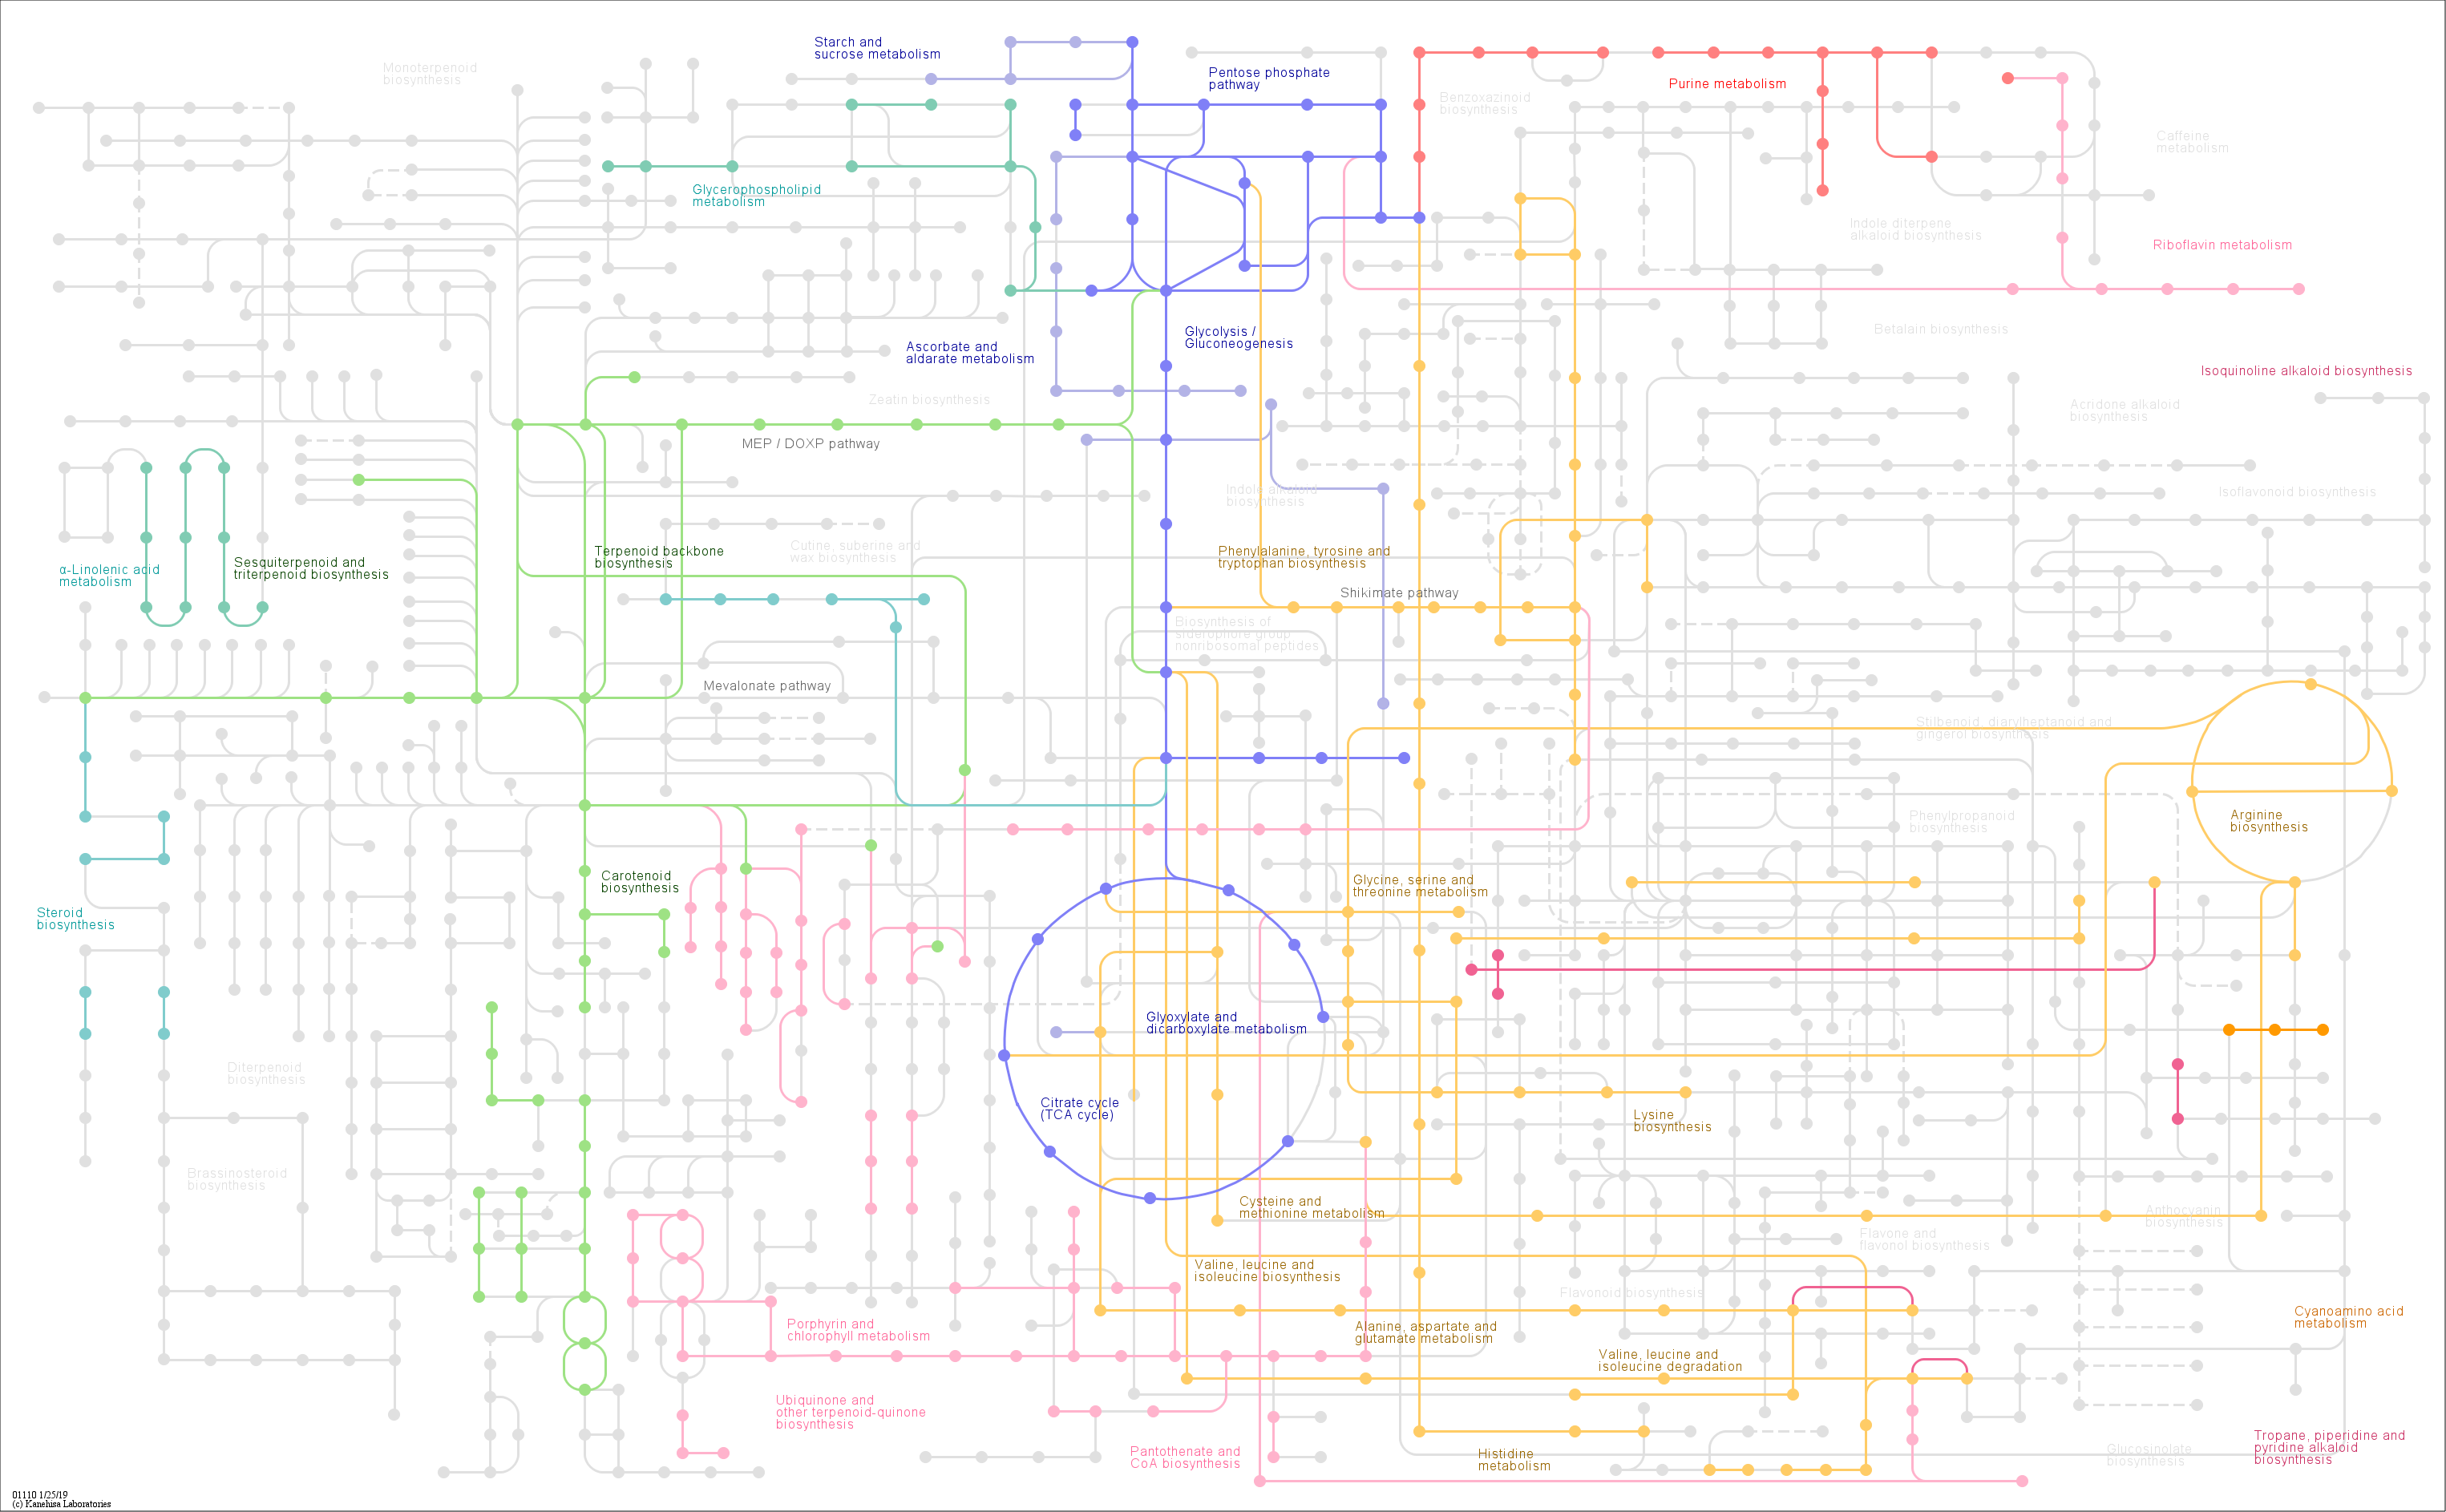 Starch and
sucrose metabolism
Monoterpenoid
biosynthesis
Pentose phosphate
pathway
Purine metabolism
Benzoxazinoid
biosynthesis
Caffeine
metabolism
Glycerophospholipid
metabolism
Indole diterpene
alkaloid biosynthesis
Riboflavin metabolism
Glycolysis /
Gluconeogenesis
Betalain biosynthesis
Ascorbate and
aldarate metabolism
Isoquinoline alkaloid biosynthesis
Zeatin biosynthesis
Acridone alkaloid
biosynthesis
MEP / DOXP pathway
Indole alkaloid
biosynthesis
Isoflavonoid biosynthesis
Cutine, suberine and
wax biosynthesis
Terpenoid backbone
biosynthesis
Phenylalanine, tyrosine and
tryptophan biosynthesis
Sesquiterpenoid and
triterpenoid biosynthesis
α-Linolenic acid
metabolism
Shikimate pathway
Biosynthesis of
siderophore group
nonribosomal peptides
Mevalonate pathway
Stilbenoid, diarylheptanoid and
gingerol biosynthesis
Phenylpropanoid
biosynthesis
Arginine
biosynthesis
Carotenoid
biosynthesis
Glycine, serine and
threonine metabolism
Steroid
biosynthesis
Glyoxylate and
dicarboxylate metabolism
Diterpenoid
biosynthesis
Citrate cycle
(TCA cycle)
Lysine
biosynthesis
Brassinosteroid
biosynthesis
Cysteine and
methionine metabolism
Anthocyanin
biosynthesis
Flavone and
flavonol biosynthesis
Valine, leucine and
isoleucine biosynthesis
Flavonoid biosynthesis
Cyanoamino acid
metabolism
Porphyrin and
chlorophyll metabolism
Alanine, aspartate and
glutamate metabolism
Valine, leucine and
isoleucine degradation
Ubiquinone and
other terpenoid-quinone
biosynthesis
Pantothenate and
CoA biosynthesis
Histidine
metabolism
Glucosinolate
biosynthesis
Tropane, piperidine and
pyridine alkaloid
biosynthesis
01110 1/25/19
(c) Kanehisa Laboratories